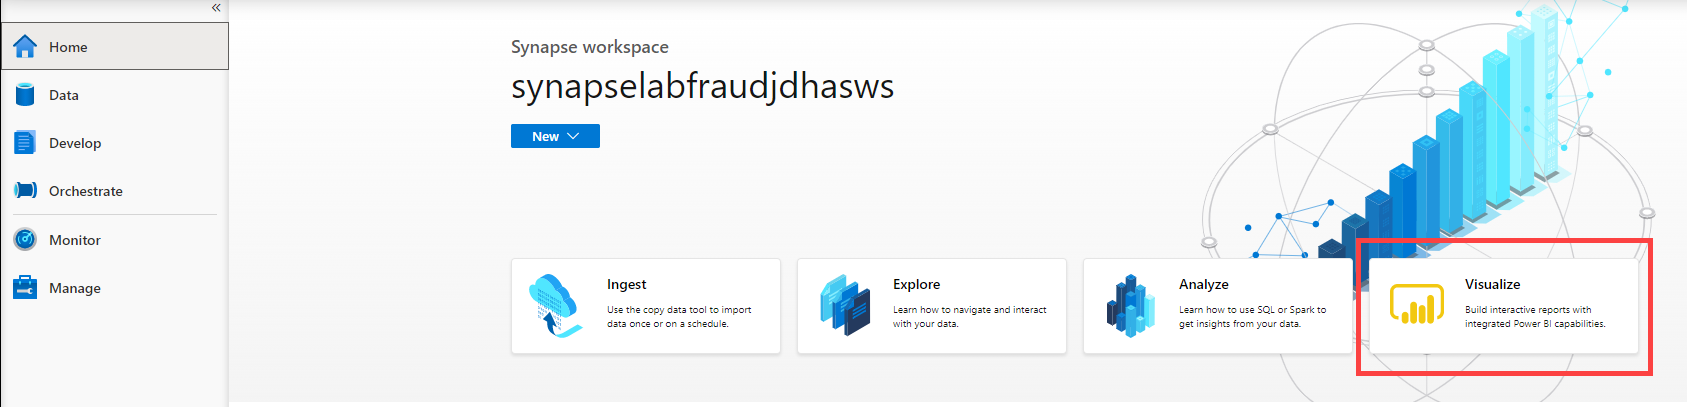 «
Home
Data
Develop
Orchestrate
Monitor
Manage
Synapse workspace
synapselabfraudjdhasws
New
Ingest
Use the copy data tool to import
data once or on a schedule.
Explore
Learn how to navigate and interact
with your data.
Analyze
Learn how to use SQL or Spark to
get insights from your data.
Visualize
Build interactive reports with
integrated Power BI capabilities.